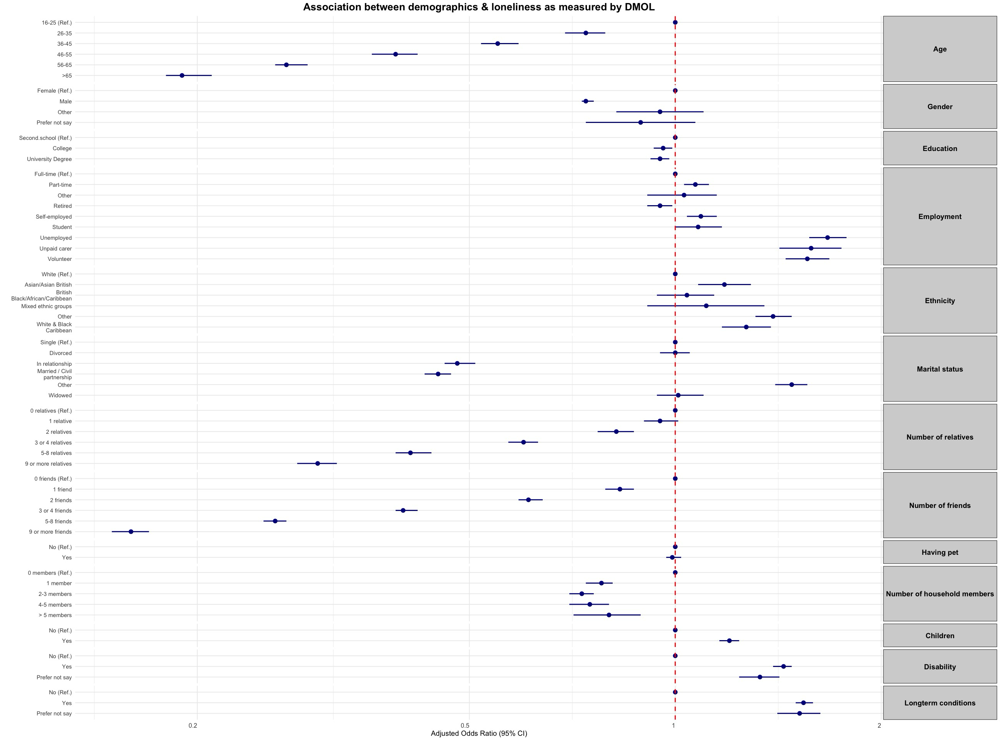 Association between demographics & loneliness as measured by DMOL
16-25 (Ref.)
26-35
36-45
46-55
56-65
>65
Age
Female (Ref.)
Male
Other
Prefer not say
Gender
Second.school (Ref.)
College
University Degree
Education
Full-time (Ref.)
Part-time
Other
Retired
Self-employed
Student
Unemployed
Unpaid carer
Volunteer
Employment
White (Ref.)
Asian/Asian British
British
Black/African/Caribbean
Mixed ethnic groups
Other
White & Black
Caribbean
Ethnicity
Single (Ref.)
Divorced
In relationship
Married / Civil
partnership
Other
Widowed
Marital status
0 relatives (Ref.)
1 relative
2 relatives
3 or 4 relatives
5-8 relatives
9 or more relatives
Number of relatives
0 friends (Ref.)
1 friend
2 friends
3 or 4 friends
5-8 friends
9 or more friends
Number of friends
No (Ref.)
Yes
Having pet
0 members (Ref.)
1 member
2-3 members
4-5 members
> 5 members
Number of household members
No (Ref.)
Yes
Children
No (Ref.)
Yes
Prefer not say
Disability
No (Ref.)
Yes
Prefer not say
Longterm conditions
0.2 0.5 1 2
Adjusted Odds Ratio (95% CI)